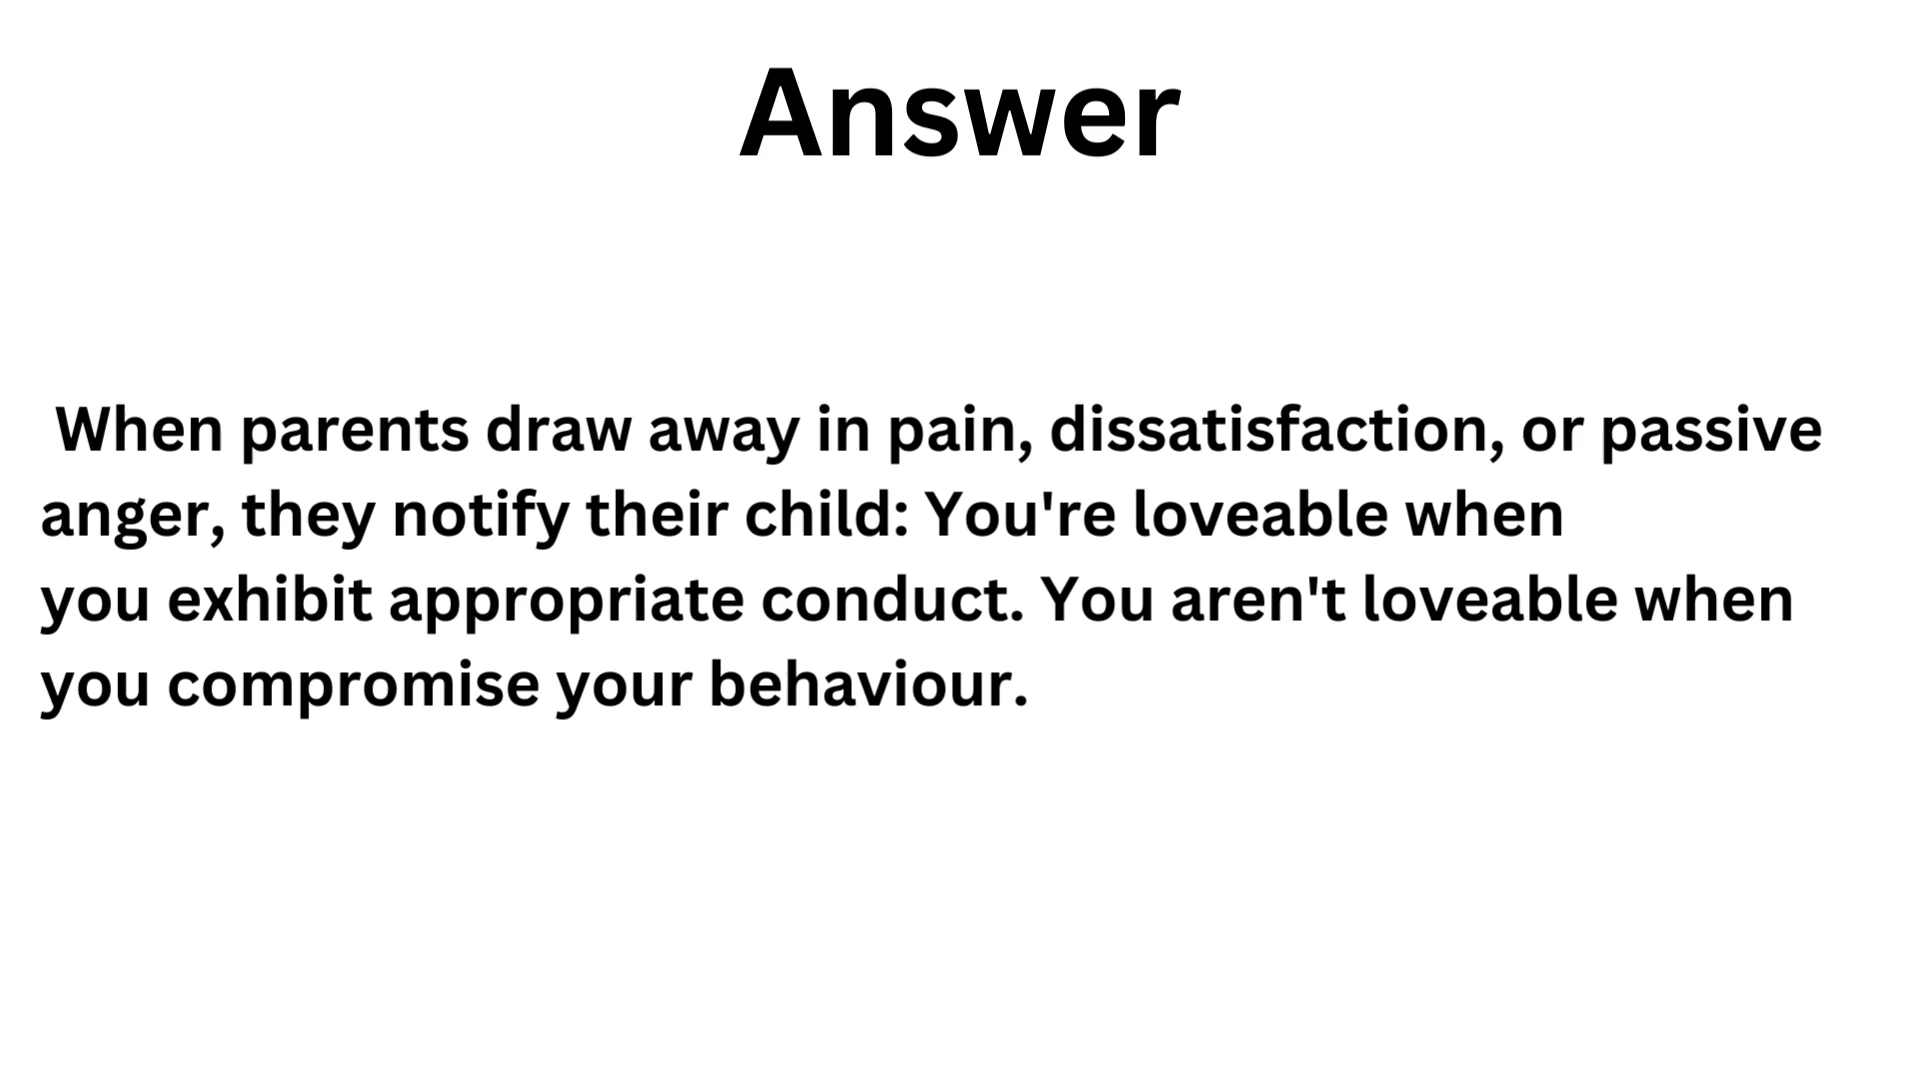 Answer
When parents draw away in pain, dissatisfaction, or passive
anger, they notify their child: You're loveable when
you exhibit appropriate conduct. You aren't loveable when
you compromise your behaviour.